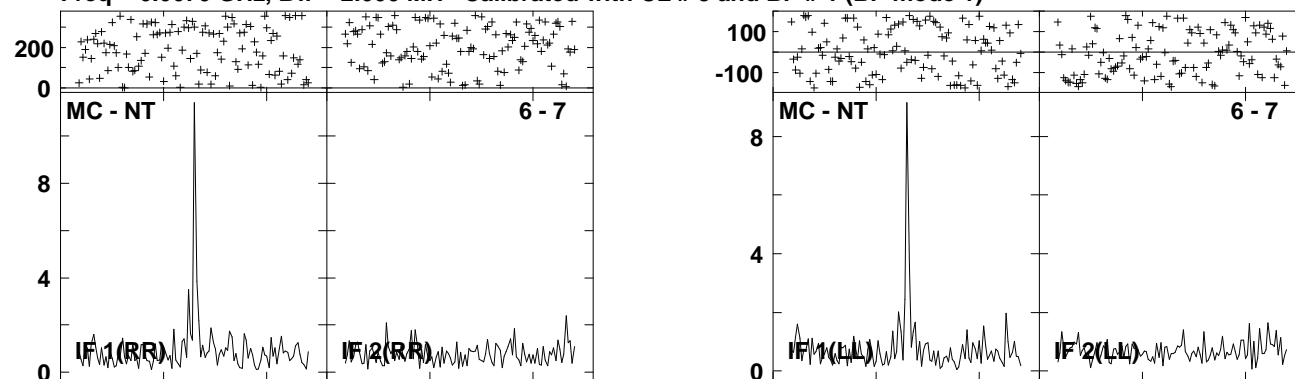 200
0
MC - NT
6 - 7
8
4
0
IF 1(RR)
IF 2(RR)
100
-100
MC - NT
6 - 7
8
4
0
IF 1(LL)
IF 2(LL)